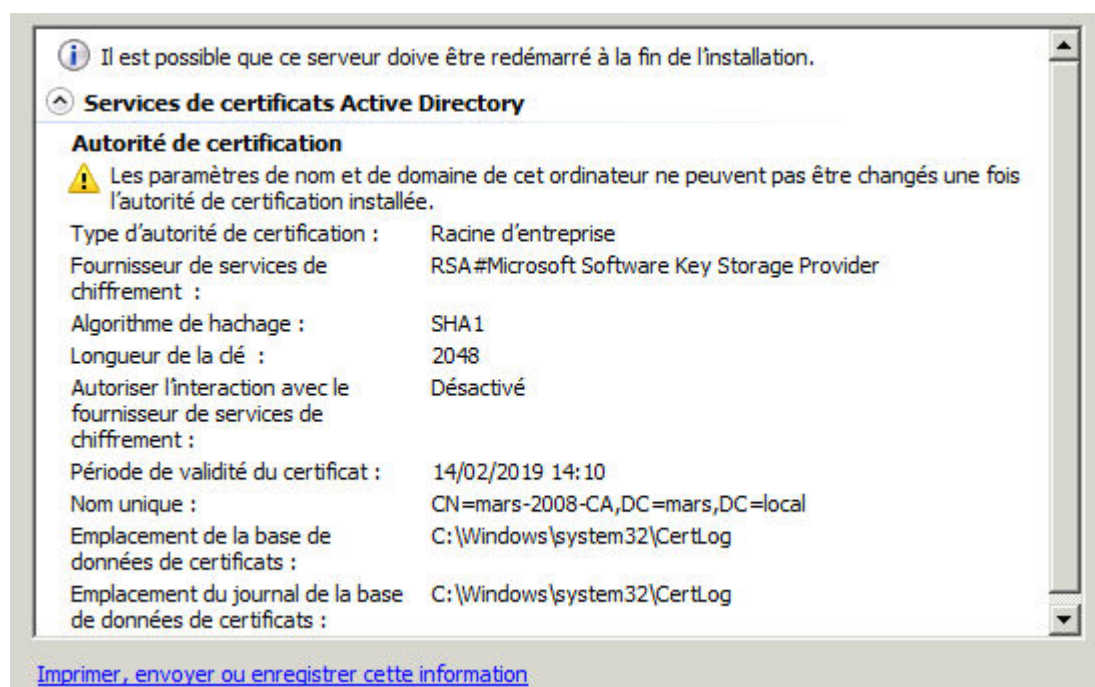 Il est possible que ce serveur doive être redémarré à la fin de l'installation.
Services de certificats Active Directory
Autorité de certification
Les paramètres de nom et de domaine de cet ordinateur ne peuvent pas être changés une fois
l'autorité de certification installée.
Type d'autorité de certification : Racine d'entreprise
Fournisseur de services de RSA#Microsoft Software Key Storage Provider
chiffrement :
Algorithme de hachage : SHA1
Longueur de la clé : 2048
Autoriser l'interaction avec le Désactivé
fournisseur de services de
chiffrement :
Période de validité du certificat : 14/02/2019 14:10
Nom unique : CN=mars-2008-CA,DC=mars,DC=local
Emplacement de la base de C:\Windows\system32\CertLog
données de certificats :
Emplacement du journal de la base C:\Windows\system32\CertLog
de données de certificats :
Imprimer, envoyer ou enregistrer cette information